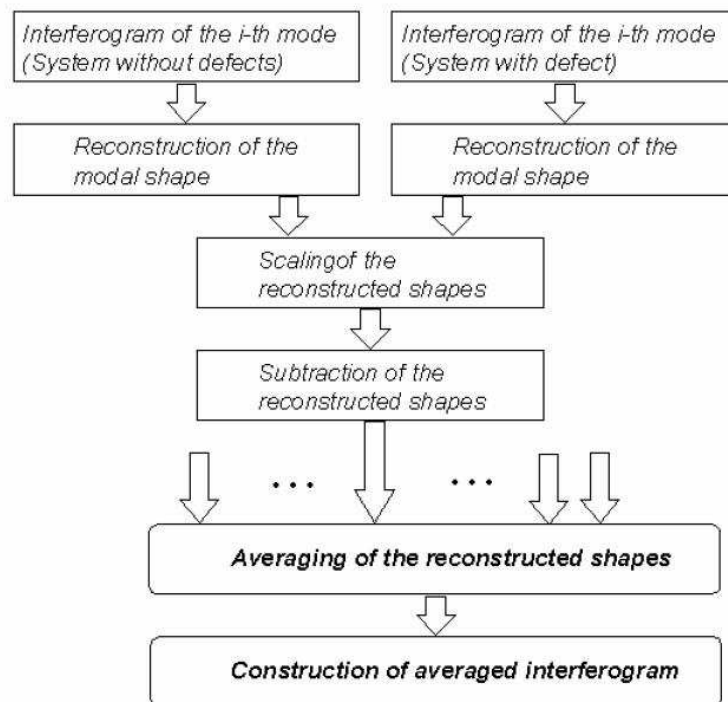 Interferogram of the i-th mode
(System without defects)
Interferogram of the i-th mode
(System with defect)
Reconstruction of the
modal shape
Reconstruction of the
modal shape
Scalingof the
reconstructed shapes
Subtraction of the
reconstructed shapes
... ...
Averaging of the reconstructed shapes
Construction of averaged interferogram